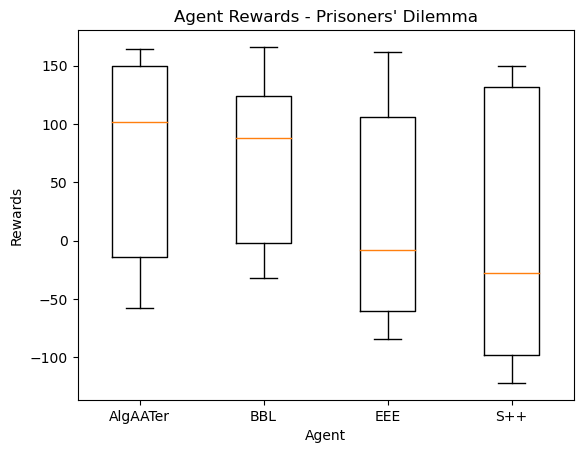 Agent Rewards - Prisoners' Dilemma
Rewards
150
100
50
0
−50
−100
AlgAATer BBL EEE S++
Agent